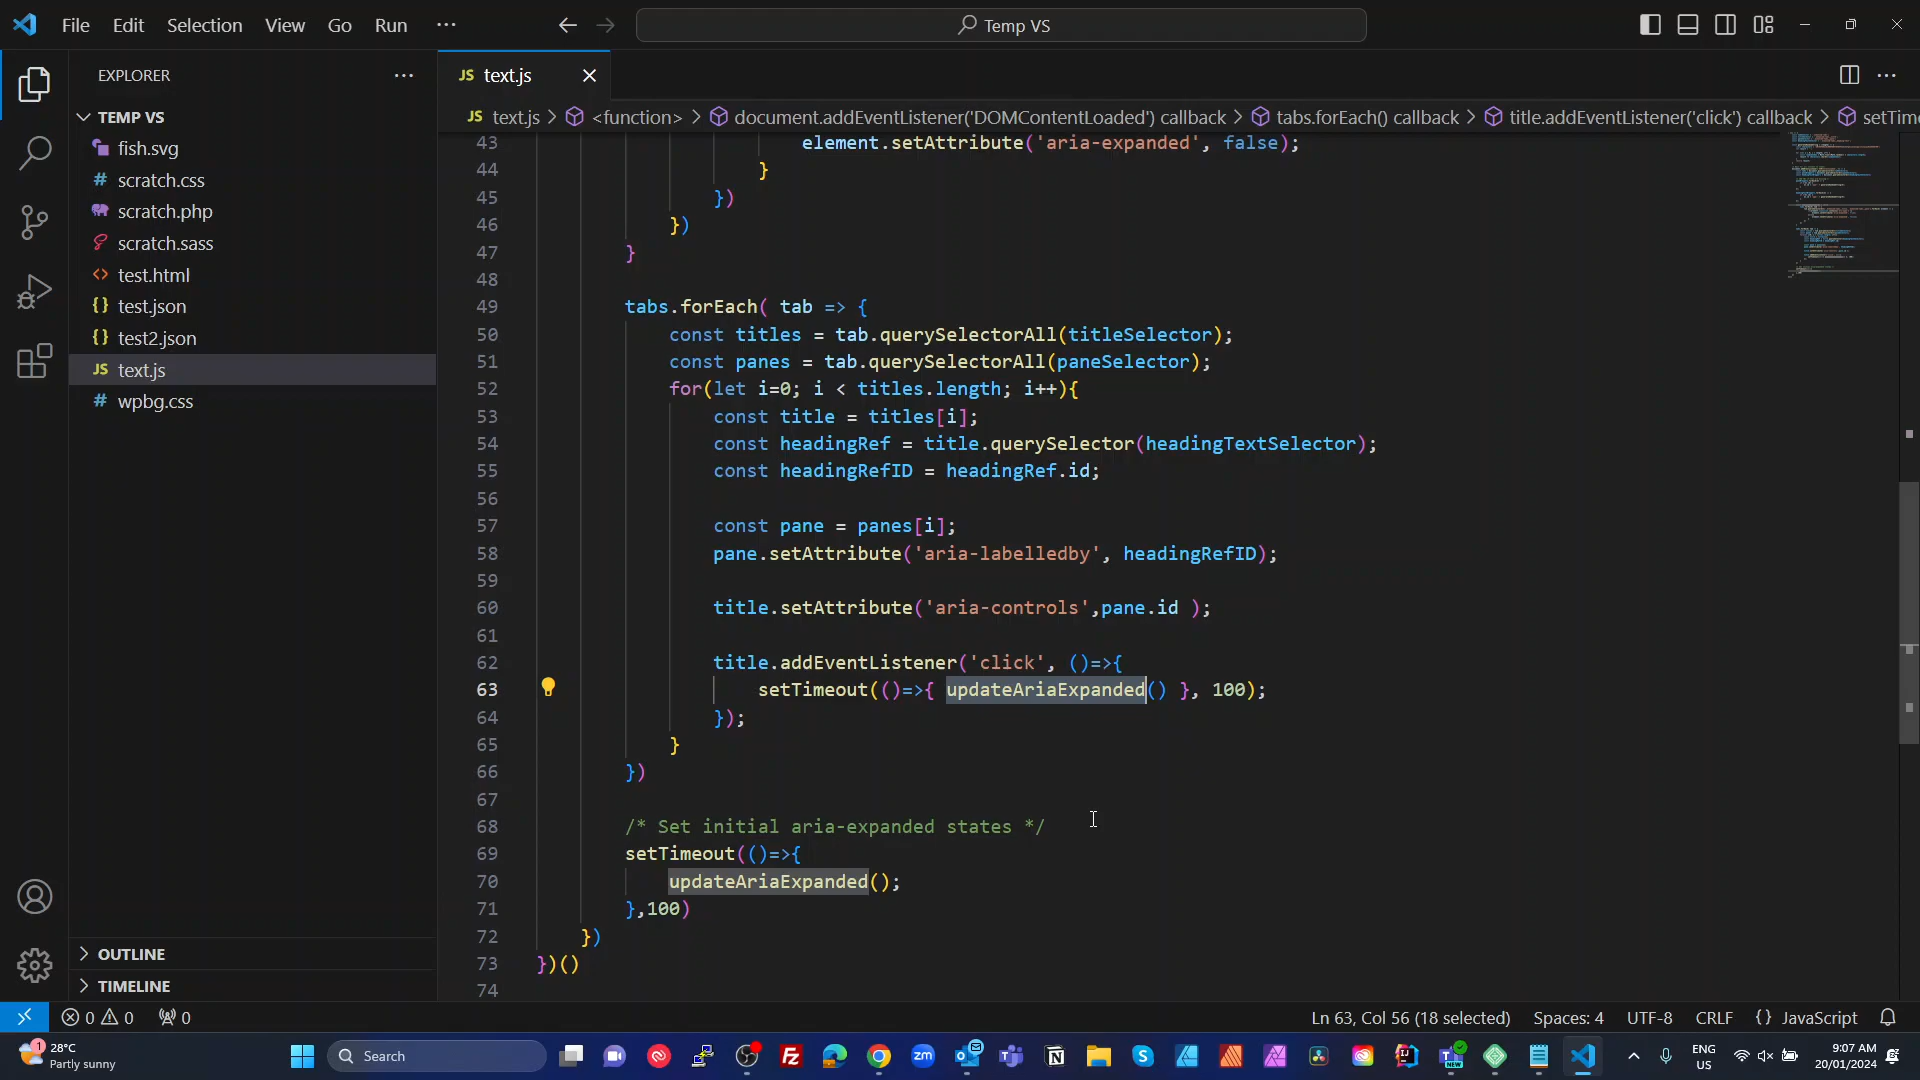 File Edit Selection View Go Run ···
Temp VS
EXPLORER ···
JS text.js
JS text.js > <function> > document.addEventListener('DOMContentLoaded') callback > tabs.forEach() callback > title.addEventListener('click') callback > setTime
TEMP VS
fish.svg
# scratch.css
scratch.php
scratch.sass
<> test.html
{} test.json
{} test2.json
JS text.js
# wpbg.css
OUTLINE
TIMELINE
43 element.setAttribute('aria-expanded', false);
44 }
45 })
46 })
47 }
48
49 tabs.forEach( tab => {
50 const titles = tab.querySelectorAll(titleSelector);
51 const panes = tab.querySelectorAll(paneSelector);
52 for(let i=0; i < titles.length; i++){
53 const title = titles[i];
54 const headingRef = title.querySelector(headingTextSelector);
55 const headingRefID = headingRef.id;
56
57 const pane = panes[i];
58 pane.setAttribute('aria-labelledby', headingRefID);
59
60 title.setAttribute('aria-controls',pane.id );
61
62 title.addEventListener('click', ()=>{
63 setTimeout(()=>{ updateAriaExpanded() }, 100);
64 });
65 }
66 })
67
68 /* Set initial aria-expanded states */
69 setTimeout(()=>{
70 updateAriaExpanded();
71 },100)
72 })
73 })()
74
0 0 0 Ln 63, Col 56 (18 selected) Spaces: 4 UTF-8 CRLF {} JavaScript
1 28°C
Partly sunny
Search
zm
NEW
ENG
US
9:07 AM
20/01/2024